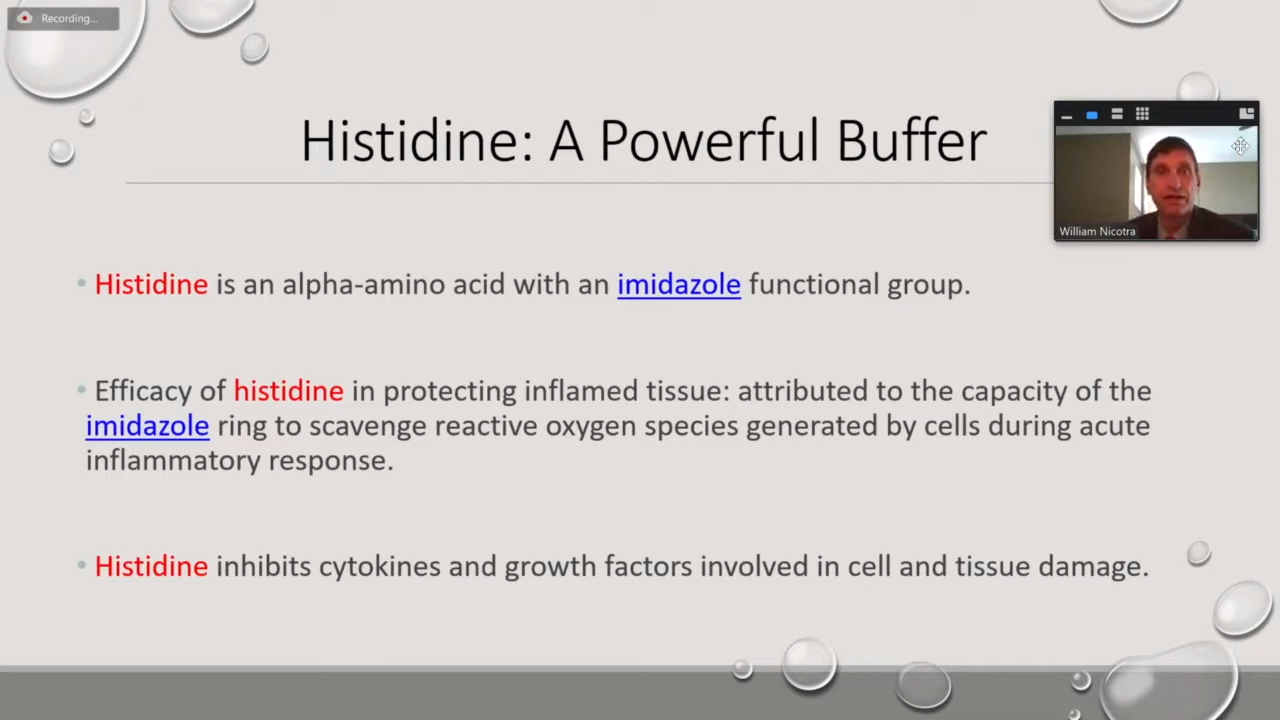 Recording...
Histidine: A Powerful Buffer
William Nicotra
• Histidine is an alpha-amino acid with an imidazole functional group.
• Efficacy of histidine in protecting inflamed tissue: attributed to the capacity of the
imidazole ring to scavenge reactive oxygen species generated by cells during acute
inflammatory response.
• Histidine inhibits cytokines and growth factors involved in cell and tissue damage.